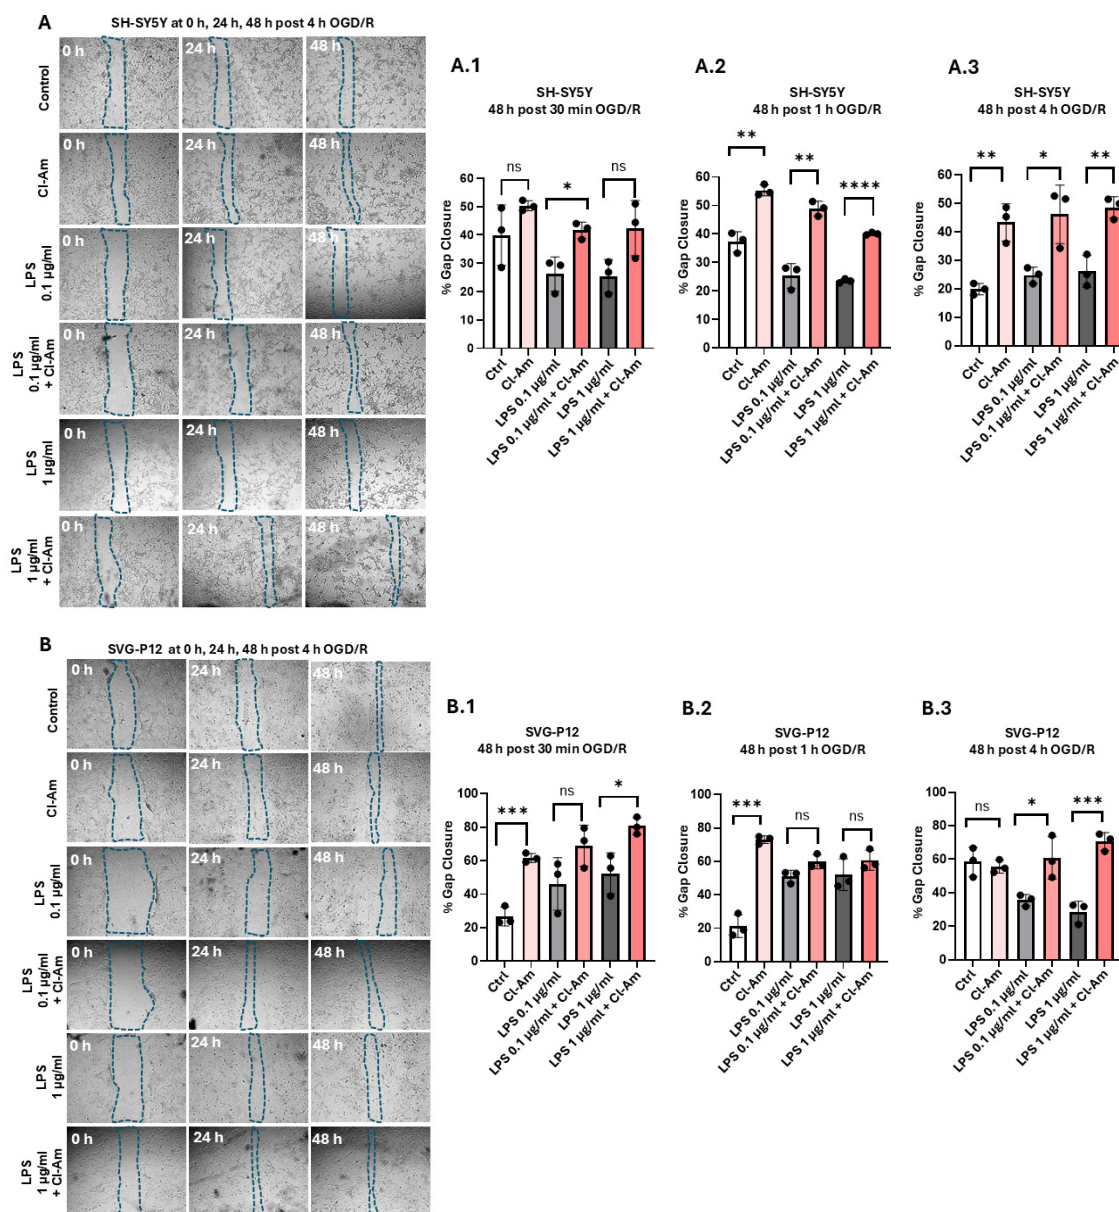 A
SH-SY5Y at 0 h, 24 h, 48 h post 4 h OGD/R
Control
0 h
24 h
48 h
Cl-Am
0 h
24 h
48 h
LPS
0.1 µg/ml
0 h
24 h
48 h
LPS
0.1 µg/ml
+ Cl-Am
0 h
24 h
48 h
LPS
1 µg/ml
0 h
24 h
48 h
LPS
1 µg/ml
+ Cl-Am
0 h
24 h
48 h
A.1
SH-SY5Y
48 h post 30 min OGD/R
% Gap Closure
60
50
40
30
20
10
0
ns
*
ns
Ctrl
Cl-Am
LPS 0.1 µg/ml
LPS 0.1 µg/ml + Cl-Am
LPS 1 µg/ml
LPS 1 µg/ml + Cl-Am
A.2
SH-SY5Y
48 h post 1 h OGD/R
% Gap Closure
60
50
40
30
20
10
0
**
**
****
Ctrl
Cl-Am
LPS 0.1 µg/ml
LPS 0.1 µg/ml + Cl-Am
LPS 1 µg/ml
LPS 1 µg/ml + Cl-Am
A.3
SH-SY5Y
48 h post 4 h OGD/R
% Gap Closure
60
50
40
30
20
10
0
**
*
**
Ctrl
Cl-Am
LPS 0.1 µg/ml
LPS 0.1 µg/ml + Cl-Am
LPS 1 µg/ml
LPS 1 µg/ml + Cl-Am
B
SVG-P12 at 0 h, 24 h, 48 h post 4 h OGD/R
Control
0 h
24 h
48 h
Cl-Am
0 h
24 h
48 h
LPS
0.1 µg/ml
0 h
24 h
48 h
LPS
0.1 µg/ml
+ Cl-Am
0 h
24 h
48 h
LPS
1 µg/ml
0 h
24 h
48 h
LPS
1 µg/ml
+ Cl-Am
0 h
24 h
48 h
B.1
SVG-P12
48 h post 30 min OGD/R
% Gap Closure
100
80
60
40
20
0
***
ns
*
Ctrl
Cl-Am
LPS 0.1 µg/ml
LPS 0.1 µg/ml + Cl-Am
LPS 1 µg/ml
LPS 1 µg/ml + Cl-Am
B.2
SVG-P12
48 h post 1 h OGD/R
% Gap Closure
100
80
60
40
20
0
***
ns
ns
Ctrl
Cl-Am
LPS 0.1 µg/ml
LPS 0.1 µg/ml + Cl-Am
LPS 1 µg/ml
LPS 1 µg/ml + Cl-Am
B.3
SVG-P12
48 h post 4 h OGD/R
% Gap Closure
100
80
60
40
20
0
ns
*
***
Ctrl
Cl-Am
LPS 0.1 µg/ml
LPS 0.1 µg/ml + Cl-Am
LPS 1 µg/ml
LPS 1 µg/ml + Cl-Am